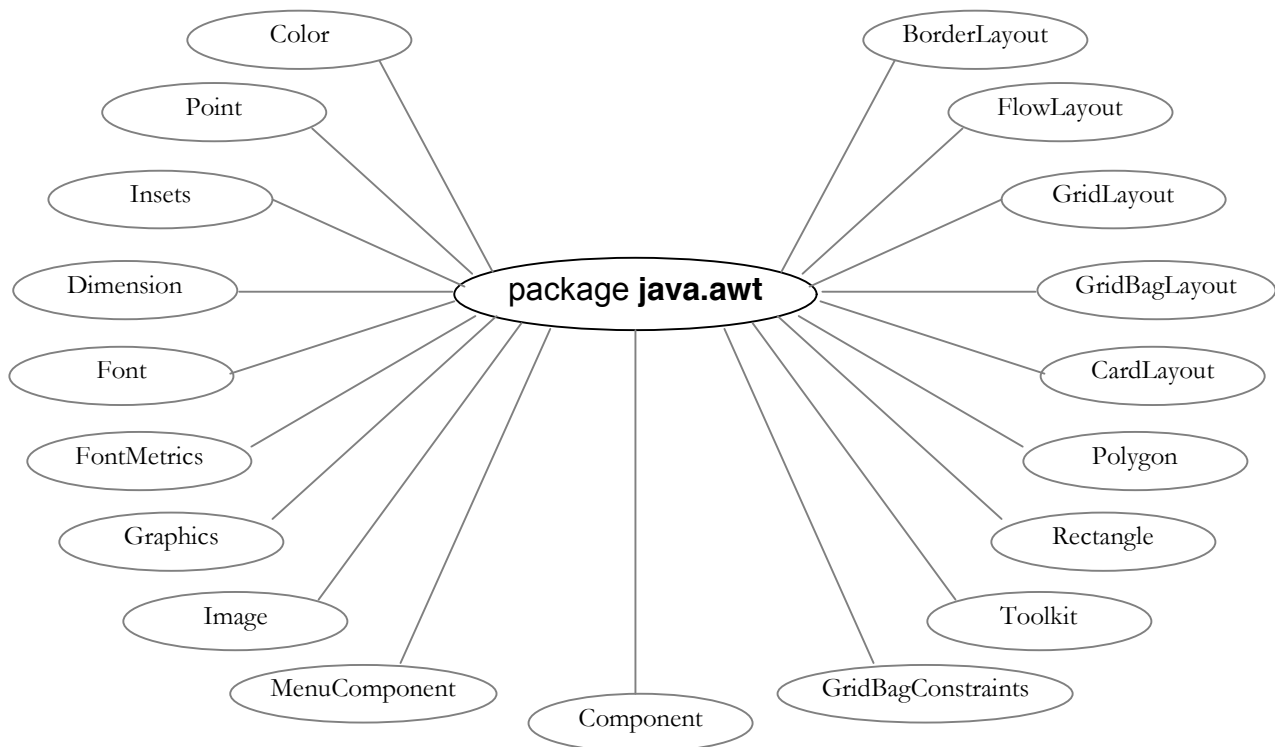 Color
BorderLayout
Point
FlowLayout
Insets
GridLayout
Dimension
package java.awt
GridBagLayout
Font
CardLayout
FontMetrics
Polygon
Graphics
Rectangle
Image
Toolkit
MenuComponent
GridBagConstraints
Component